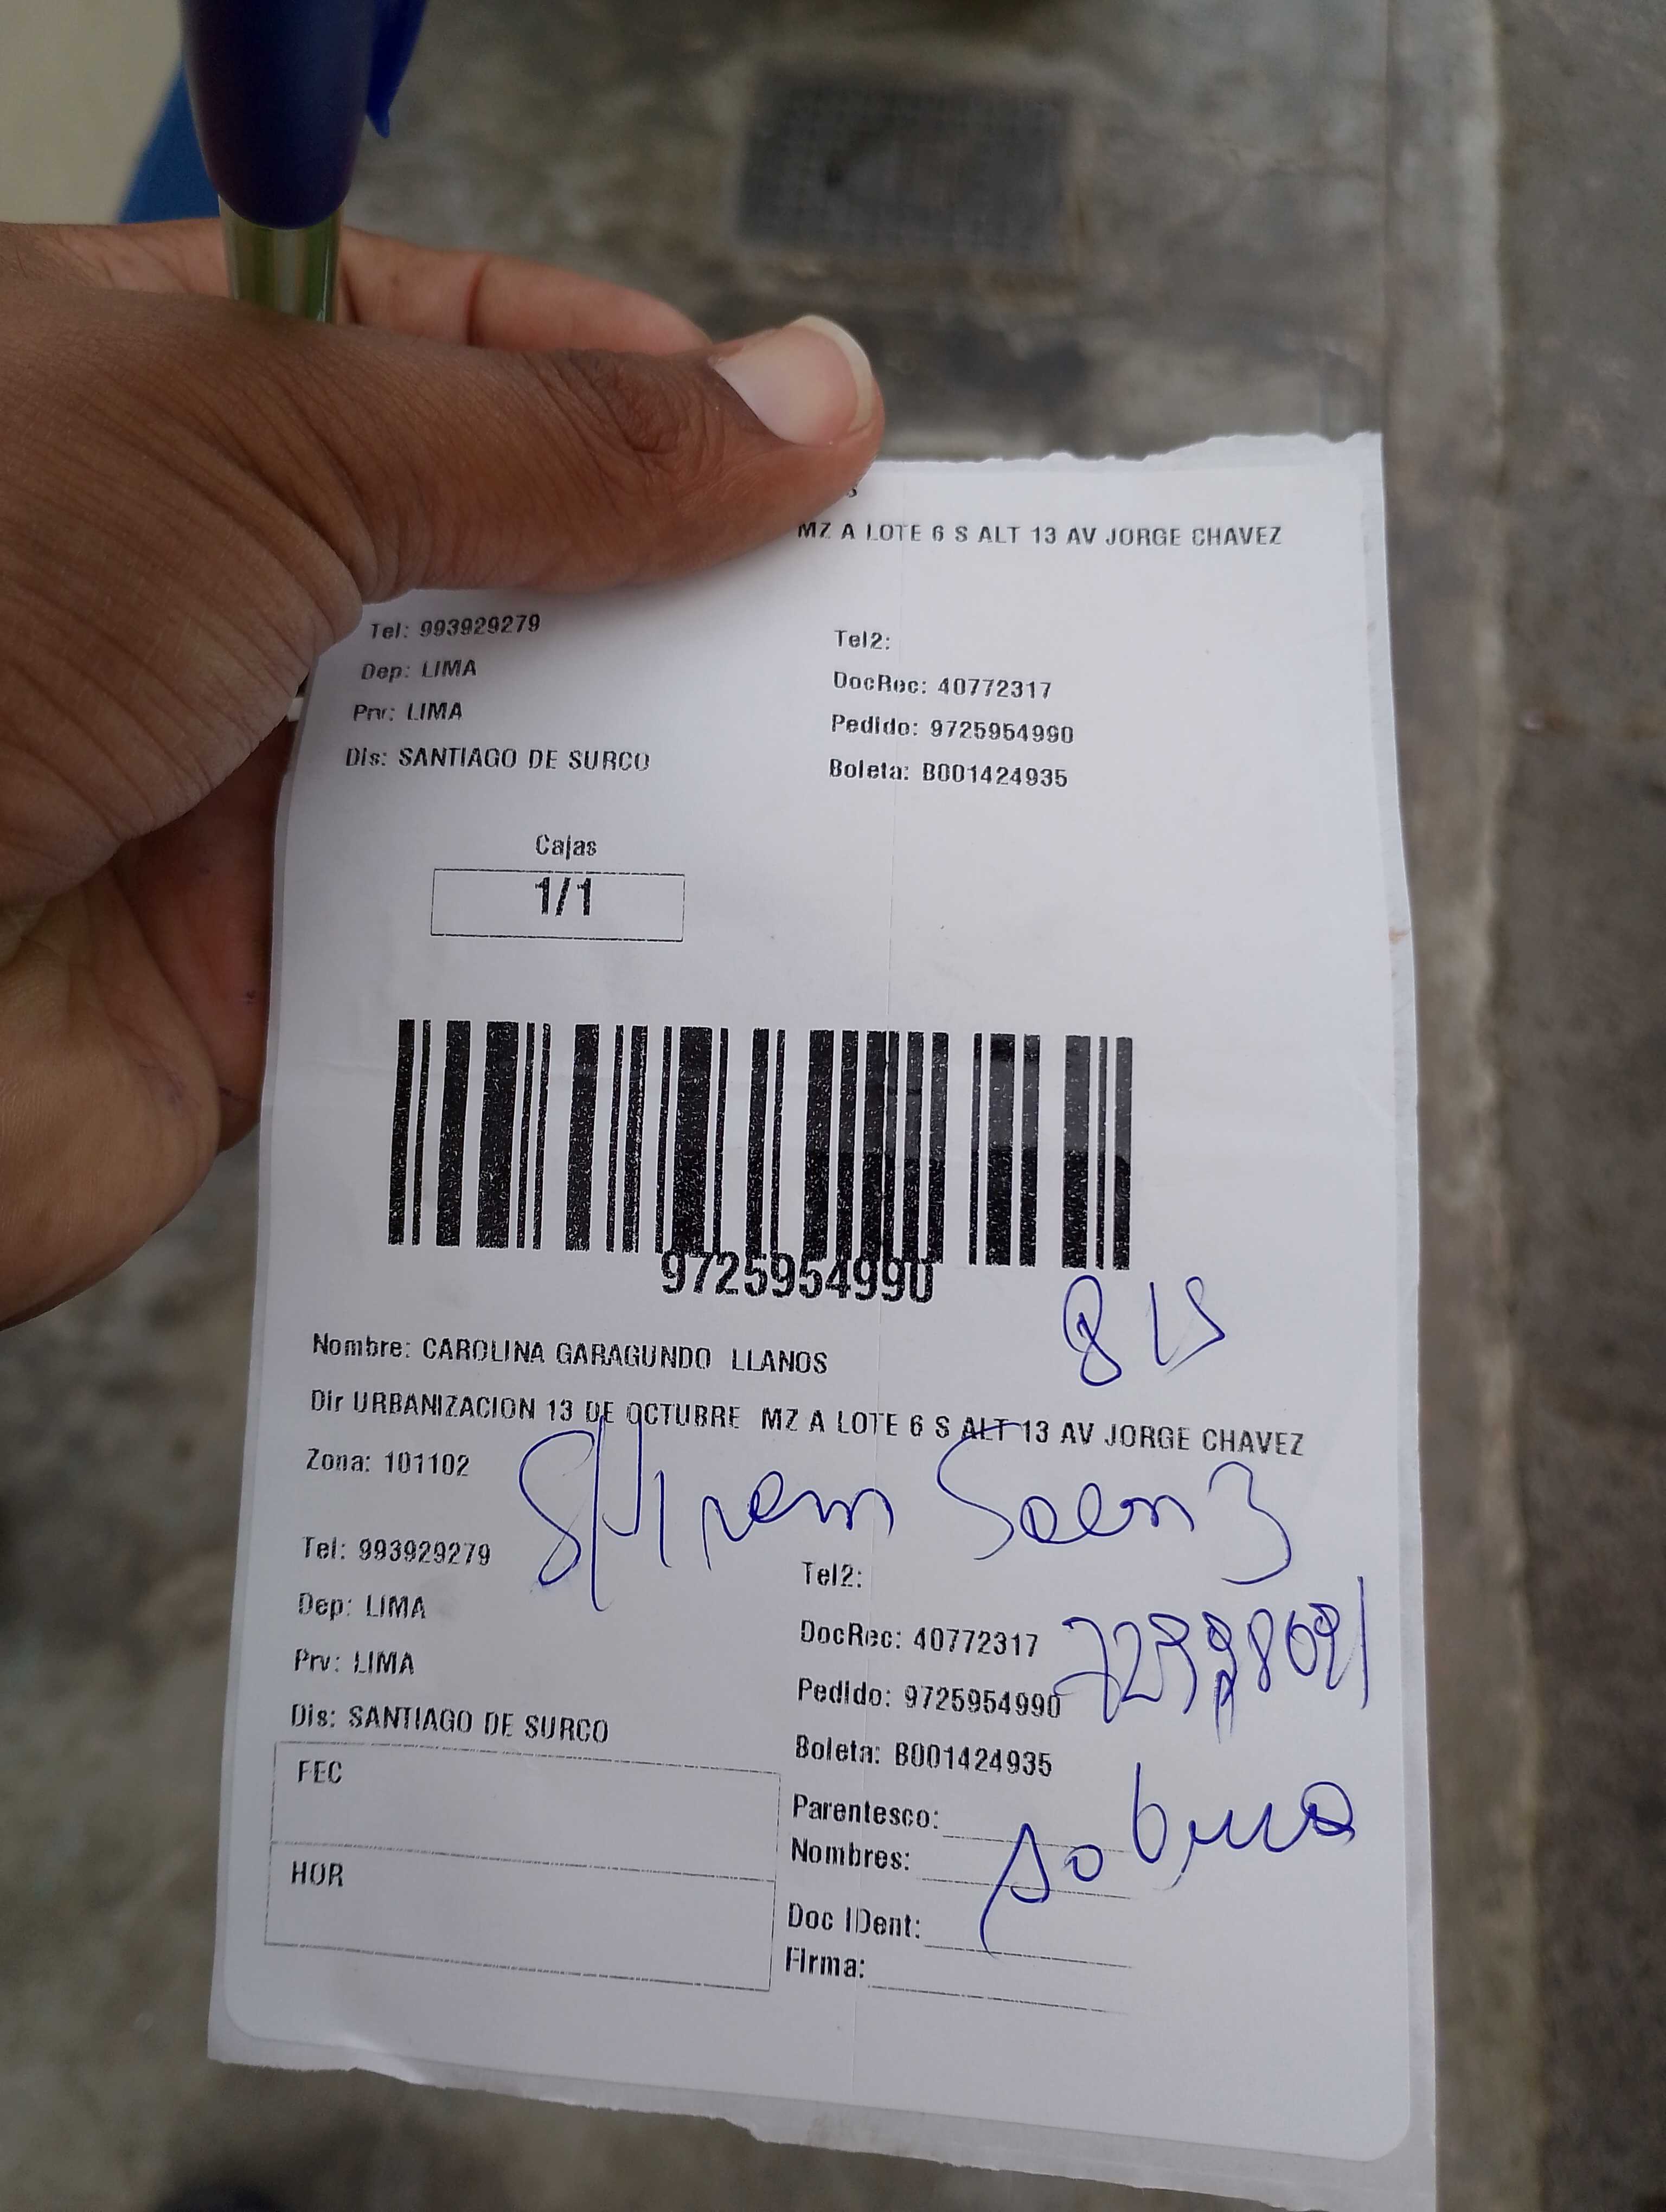 MZ A LOTE 6 S ALT 13 AV JORGE CHAVEZ
Tel: 993929279
Tel2:
Dep: LIMA
DocRec: 40772317
Prv: LIMA
Pedido: 9725954990
Dis: SANTIAGO DE SURCO
Boleta: B001424935
Cajas
1/1
9725954990
Nombre: CAROLINA GARAGUNDO LLANOS
Dir URBANIZACION 13 DE OCTUBRE MZ A LOTE 6 S ALT 13 AV JORGE CHAVEZ
Zona: 101102
Saenz
Tel: 993929279
Tel2:
Dep: LIMA
DocRec: 40772317
Prv: LIMA
Pedido: 9725954990
Dis: SANTIAGO DE SURCO
Boleta: B001424935
FEC
Parentesco:
Nombres:
HOR
Doc IDent:
Firma: